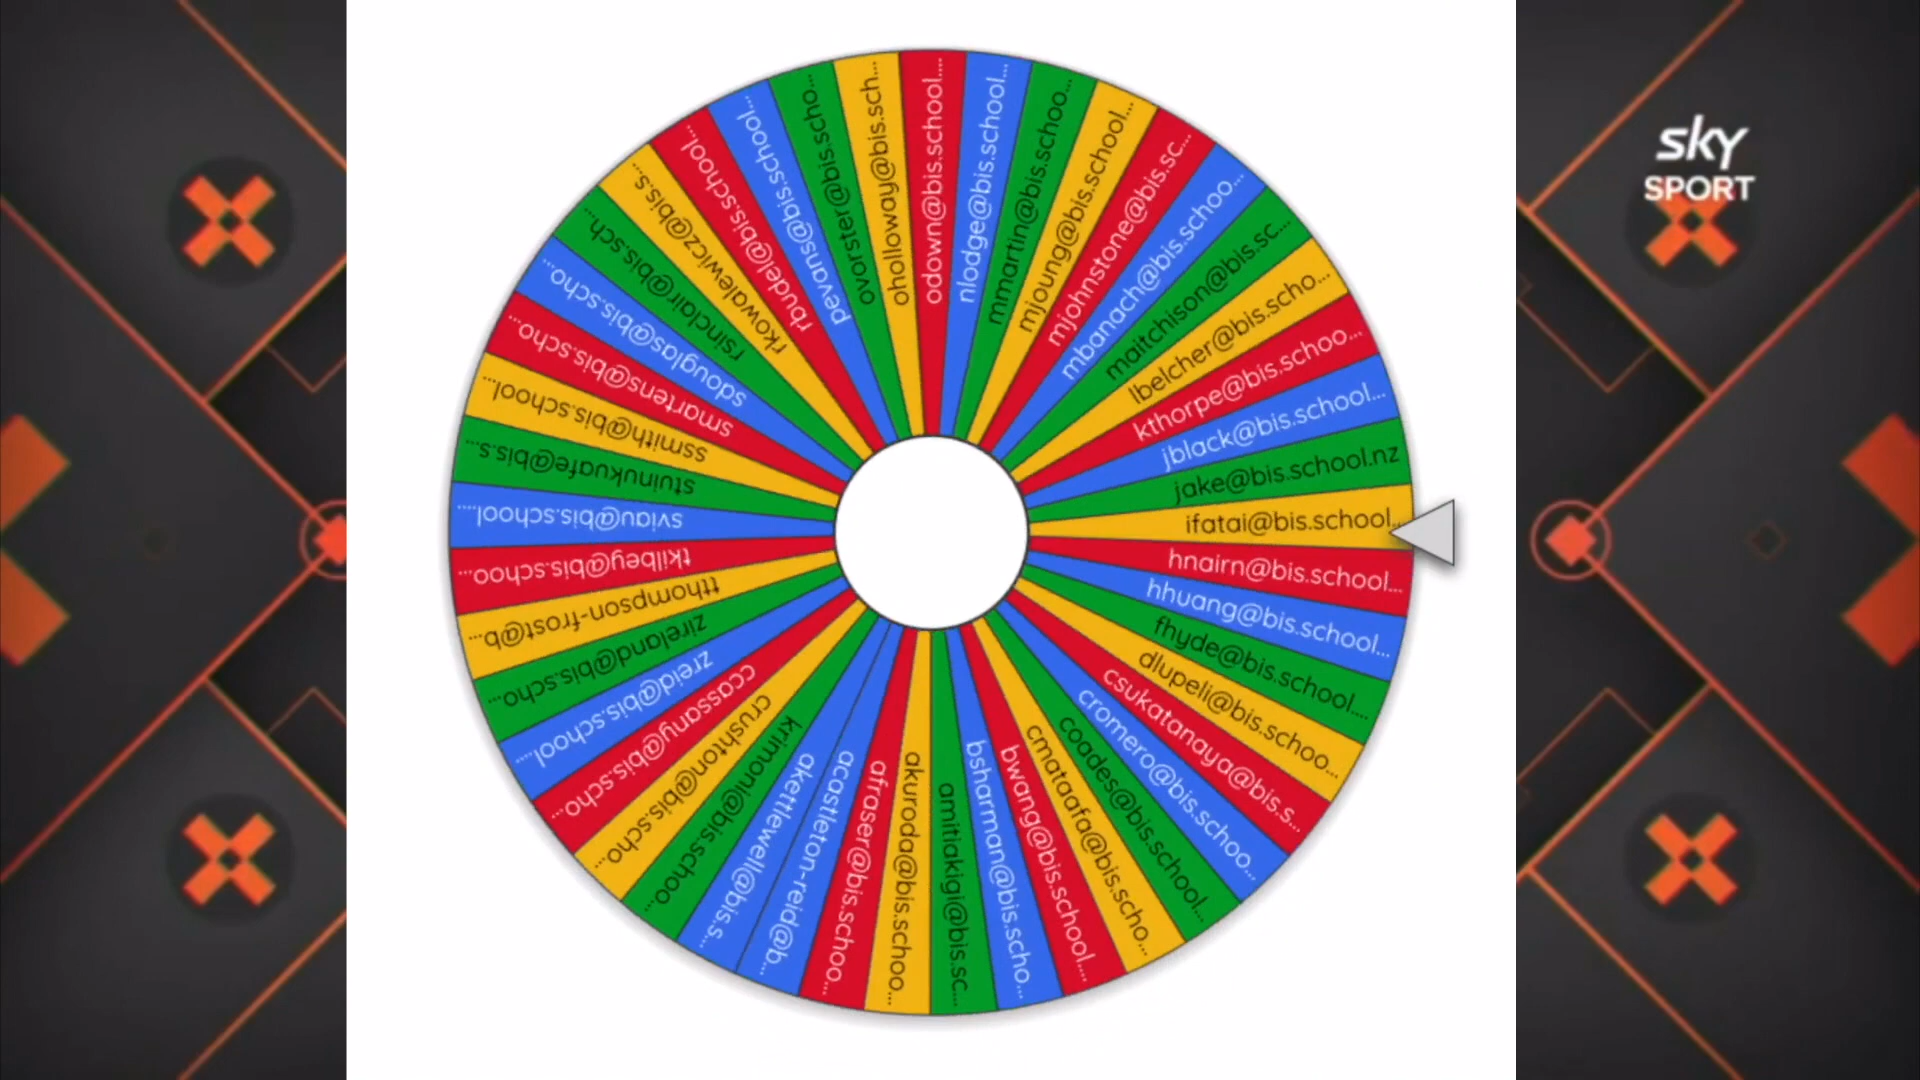 sky
SPORT
odown@bis.school...
nlodge@bis.school...
mmartin@bis.schoo...
mjoung@bis.school...
mjohnstone@bis.sc...
mbanach@bis.schoo...
maitchison@bis.sc...
lbelcher@bis.scho...
kthorpe@bis.schoo...
jblack@bis.school...
jake@bis.school.nz
ifatai@bis.school...
hnairn@bis.school...
hhuang@bis.school...
fhyde@bis.school....
dlupeli@bis.schoo...
csukatanaya@bis.s...
cromero@bis.schoo...
coades@bis.school...
cmataafa@bis.scho...
bwang@bis.school....
bsharman@bis.scho...
amitiakigi@bis.sc...
akuroda@bis.schoo...
afraser@bis.schoo...
acastleton-reid@b...
akettlewell@bis.s...
krimoni@bis.schoo...
crushton@bis.scho...
ccassany@bis.scho...
zreid@bis.school....
zireland@bis.scho...
tthompson-frost@b...
tkilbey@bis.schoo...
sviau@bis.school....
stuinukuafe@bis.s...
ssmith@bis.school...
smartens@bis.scho...
sdouglas@bis.scho...
rsinclair@bis.sch...
rkowalewicz@bis.s...
rbudel@bis.school...
pevans@bis.school...
ovorster@bis.scho...
oholloway@bis.sch...